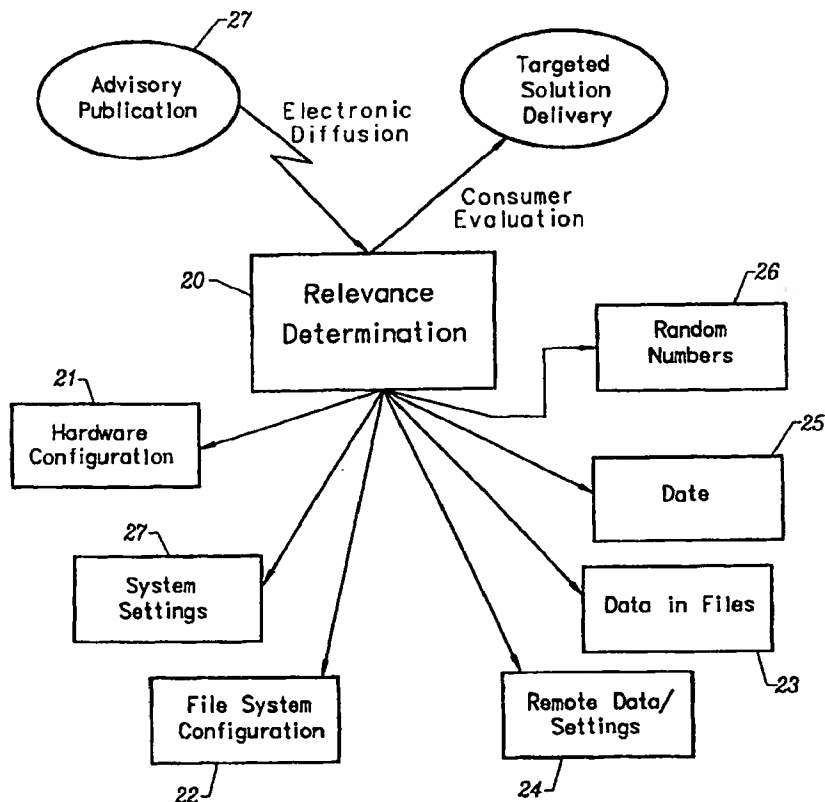 27
Advisory
Publication
Targeted
Solution
Delivery
Electronic
Diffusion
Consumer
Evaluation
20
Relevance
Determination
26
Random
Numbers
21
Hardware
Configuration
25
Date
27
System
Settings
Data in Files
23
File System
Configuration
22
Remote Data/
Settings
24